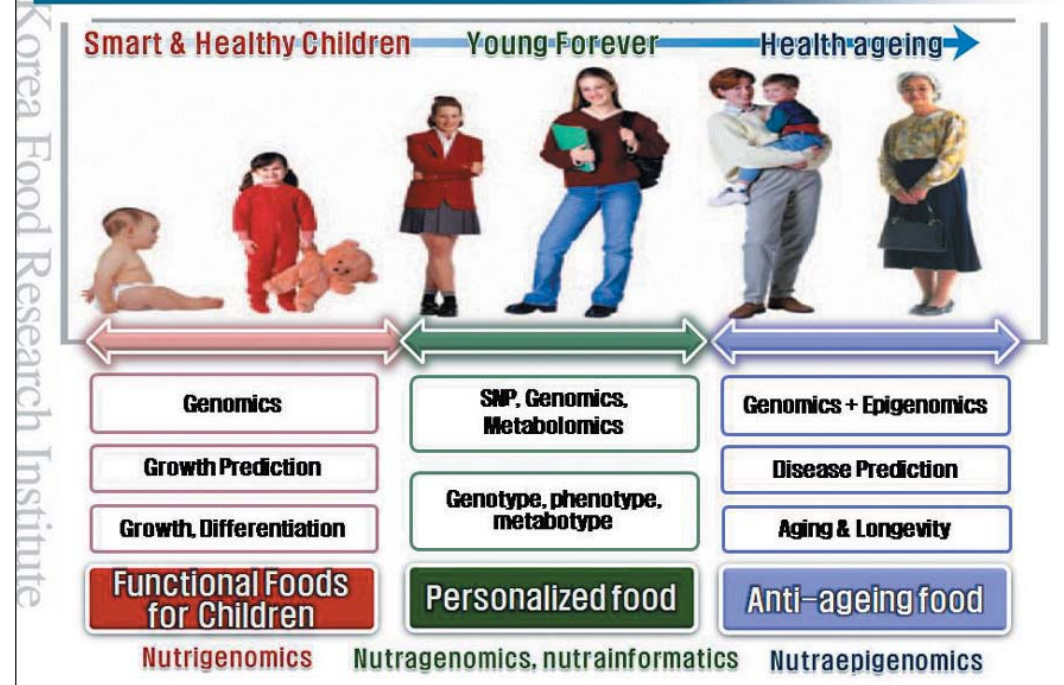 Korea Food Research Institute
Smart & Healthy Children
Young Forever
Health ageing
Genomics
Growth Prediction
Growth, Differentiation
Functional Foods
for Children
Nutrigenomics
SNP, Genomics,
Metabolomics
Genotype, phenotype,
metabotype
Personalized food
Nutragenomics, nutrainformatics
Genomics + Epigenomics
Disease Prediction
Aging & Longevity
Anti-ageing food
Nutraepigenomics